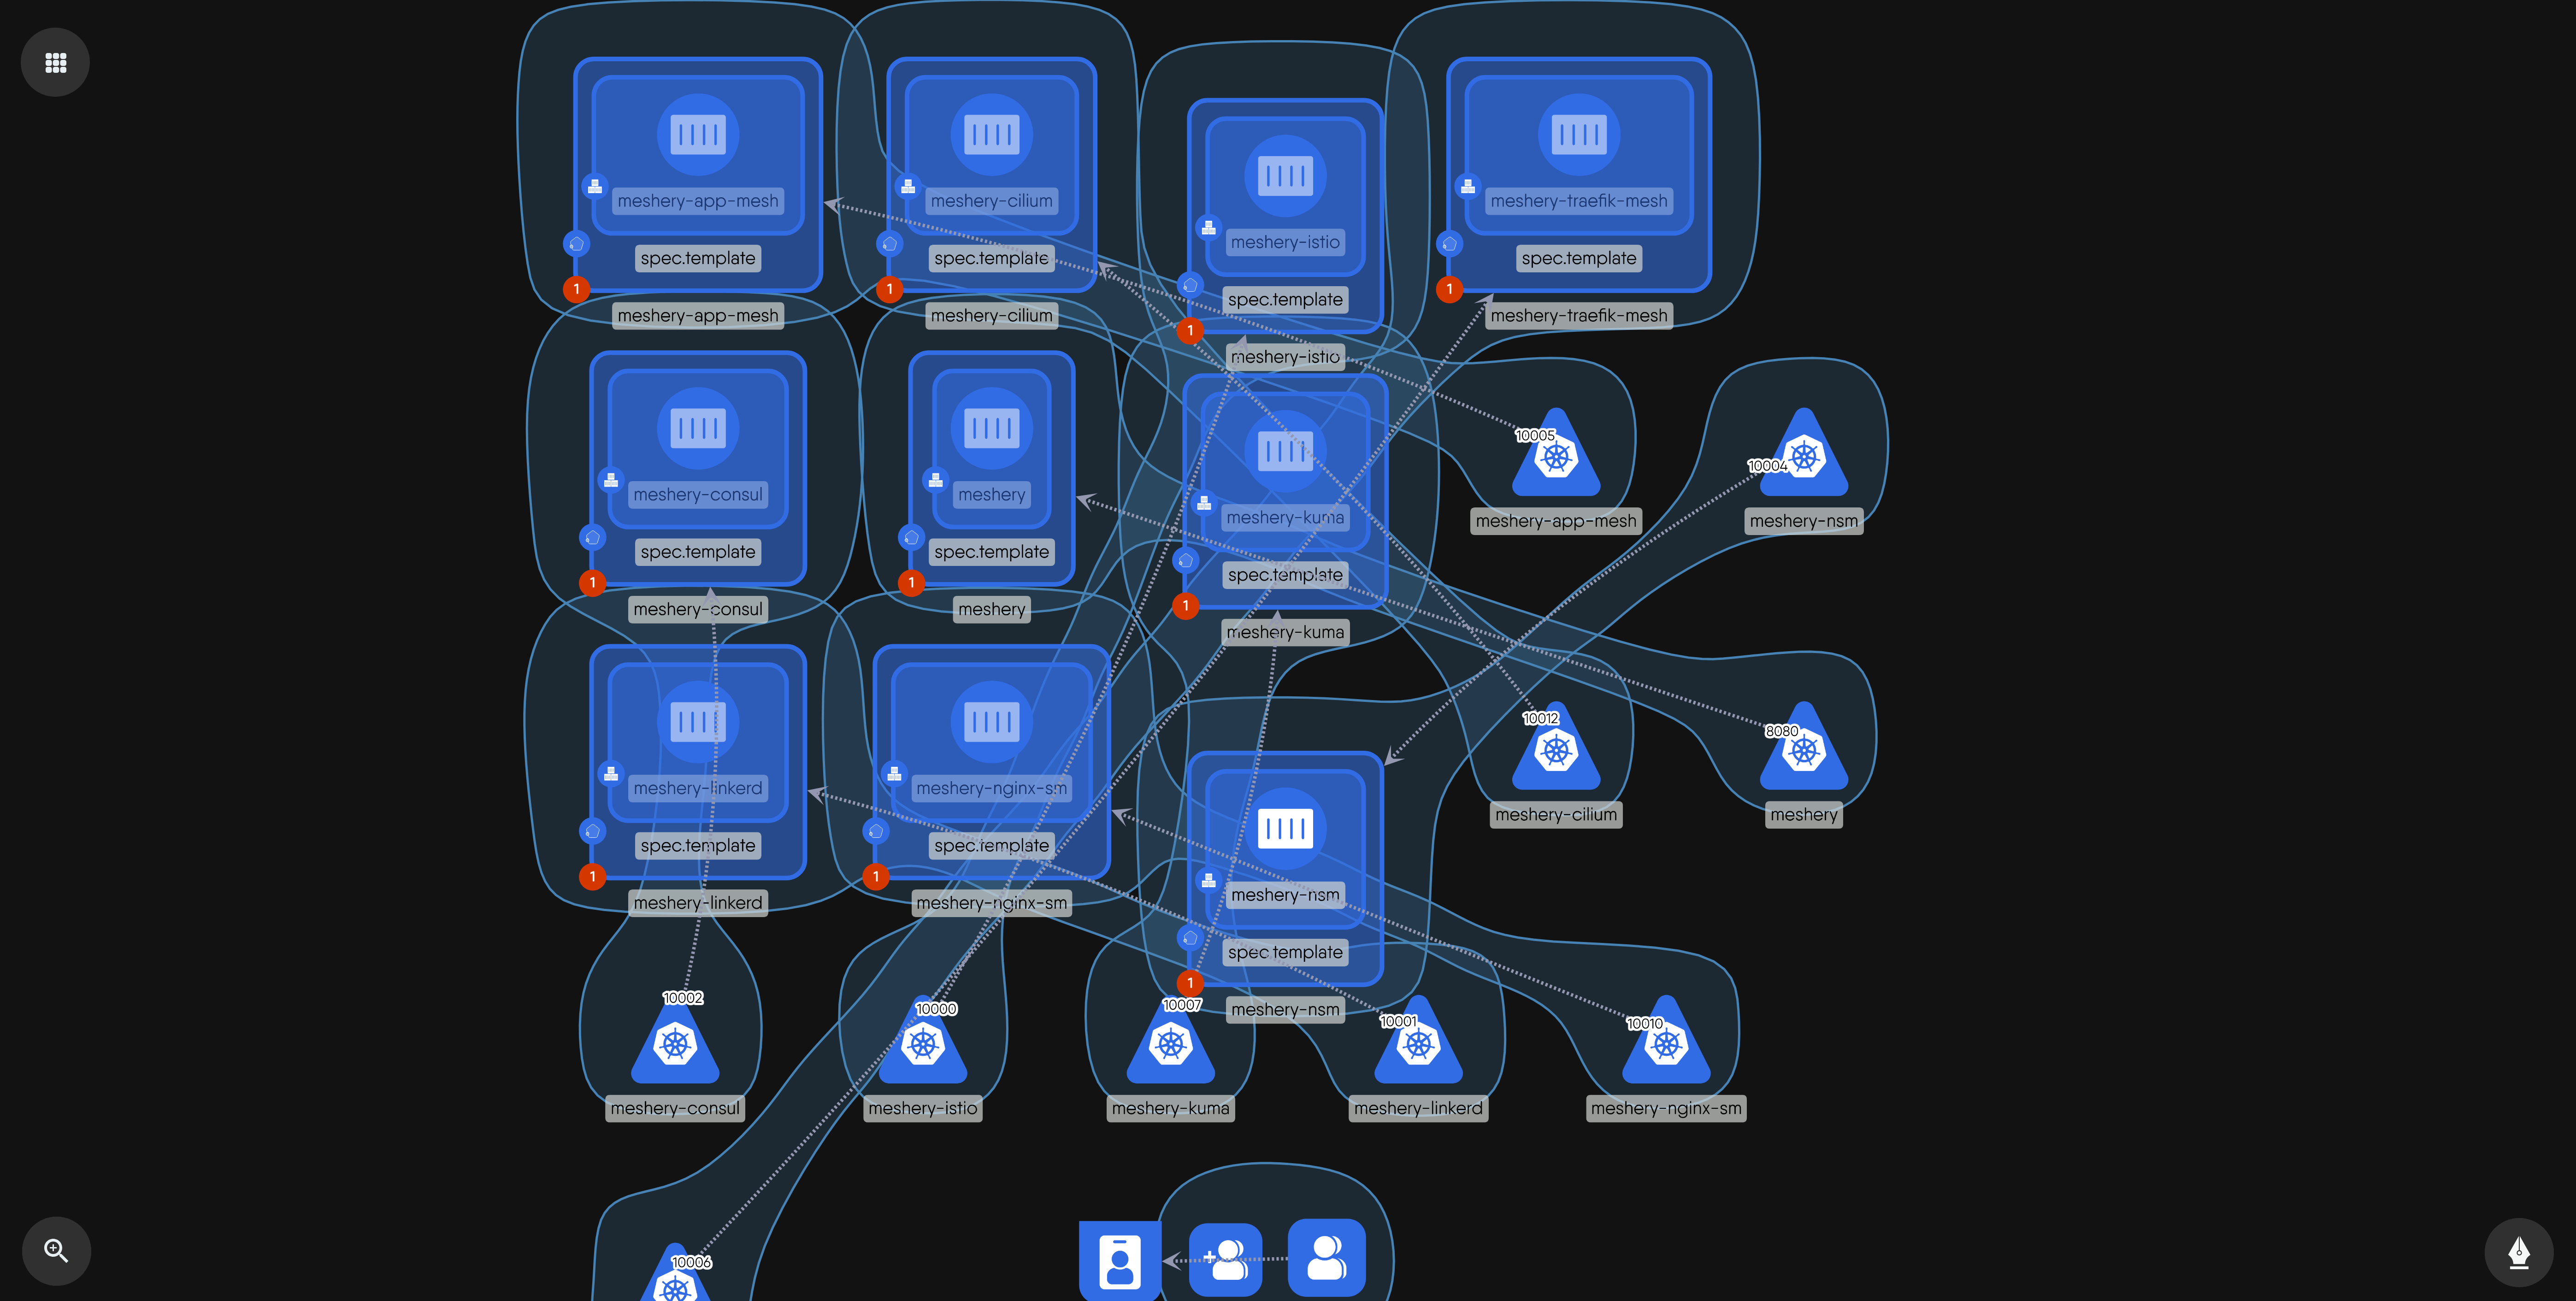 meshery-app-mesh
spec.template
1
meshery-app-mesh
meshery-cilium
spec.template
1
meshery-cilium
meshery-istio
spec.template
1
meshery-istio
meshery-traefik-mesh
spec.template
1
meshery-traefik-mesh
meshery-consul
spec.template
1
meshery-consul
meshery
spec.template
1
meshery
meshery-kuma
spec.template
1
meshery-kuma
10005
meshery-app-mesh
10004
meshery-nsm
meshery-linkerd
spec.template
1
meshery-linkerd
meshery-nginx-sm
spec.template
1
meshery-nginx-sm
meshery-nsm
spec.template
1
meshery-nsm
10012
meshery-cilium
8080
meshery
10002
meshery-consul
10000
meshery-istio
10007
meshery-kuma
10001
meshery-linkerd
10010
meshery-nginx-sm
10006